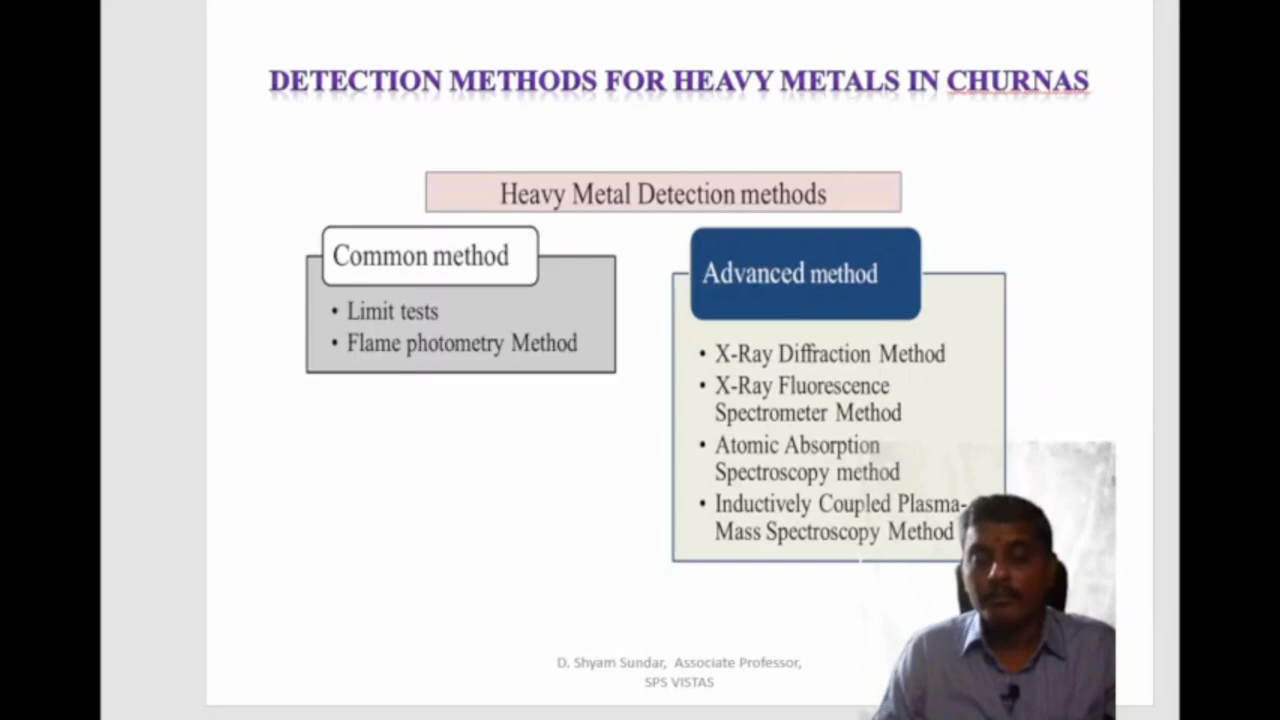 DETECTION METHODS FOR HEAVY METALS IN CHURNAS
Heavy Metal Detection methods
Common method
• Limit tests
• Flame photometry Method
Advanced method
• X-Ray Diffraction Method
• X-Ray Fluorescence
Spectrometer Method
• Atomic Absorption
Spectroscopy method
• Inductively Coupled Plasma-
Mass Spectroscopy Method
D. Shyam Sundar, Associate Professor,
SPS VISTAS